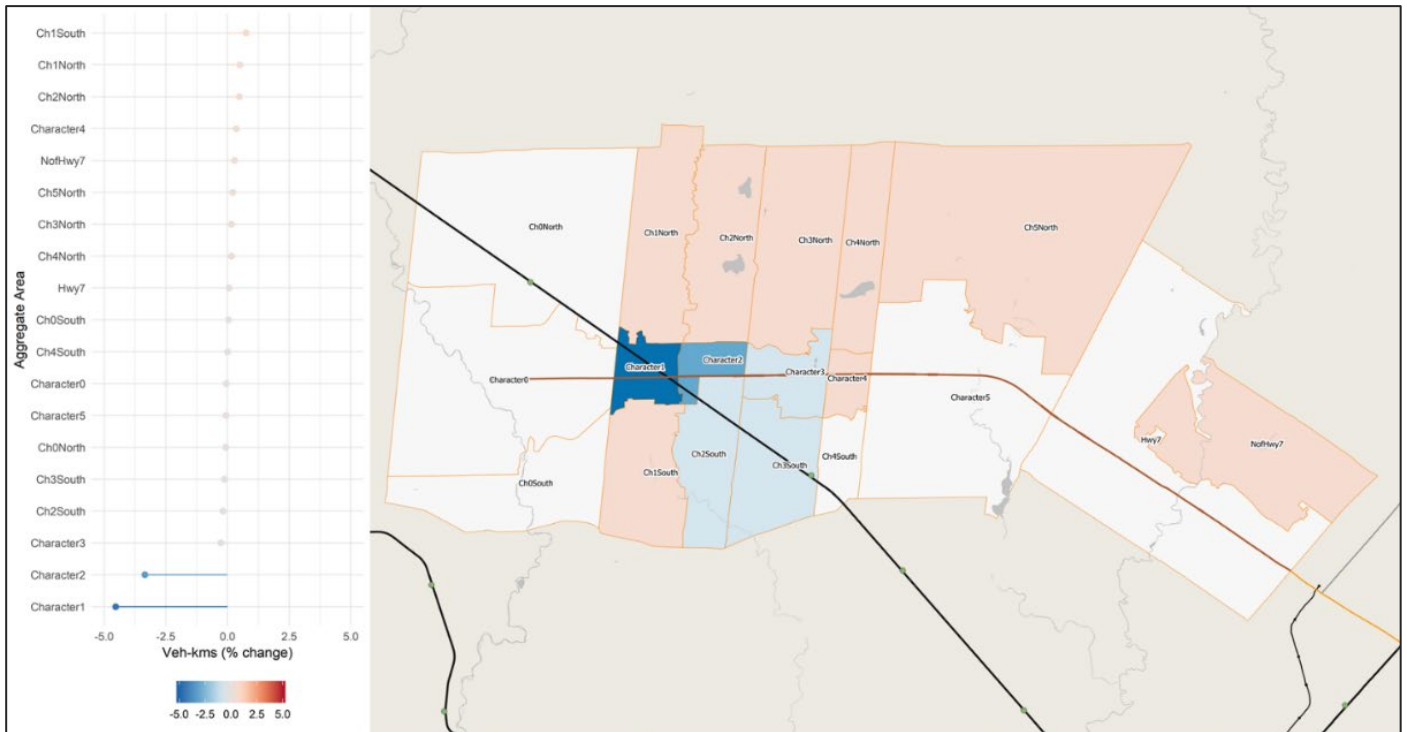 Ch1South
Ch1North
Ch2North
Character4
NofHwy7
Ch5North
Ch3North
Ch4North
Hwy7
Ch0South
Ch4South
Character0
Character5
Ch0North
Ch3South
Ch2South
Character3
Character2
Character1
Aggregate Area
-5.0 -2.5 0.0 2.5 5.0
Veh-kms (% change)
-5.0 -2.5 0.0 2.5 5.0
Ch0North
Ch1North
Ch2North
Ch3North
Ch4North
Ch5North
Character1
Character2
Character3
Character0
Character4
Character5
Hwy7
NofHwy7
Ch0South
Ch1South
Ch2South
Ch3South
Ch4South